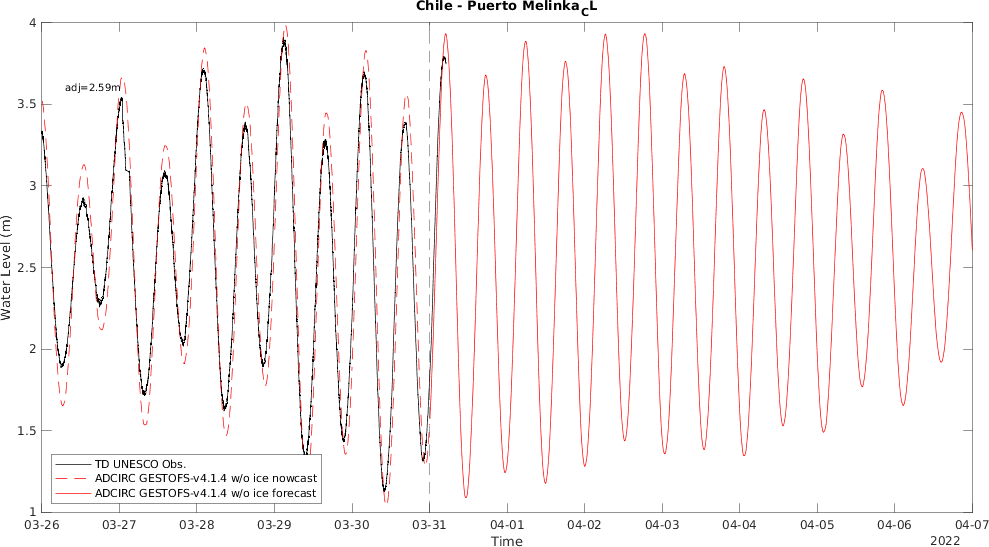 Chile - Puerto Melinka_CL
adj=2.59m
Water Level (m)
4
3.5
3
2.5
2
1.5
1
TD UNESCO Obs.
ADCIRC GESTOFS-v4.1.4 w/o ice nowcast
ADCIRC GESTOFS-v4.1.4 w/o ice forecast
03-26 03-27 03-28 03-29 03-30 03-31 04-01 04-02 04-03 04-04 04-05 04-06 04-07
Time
2022